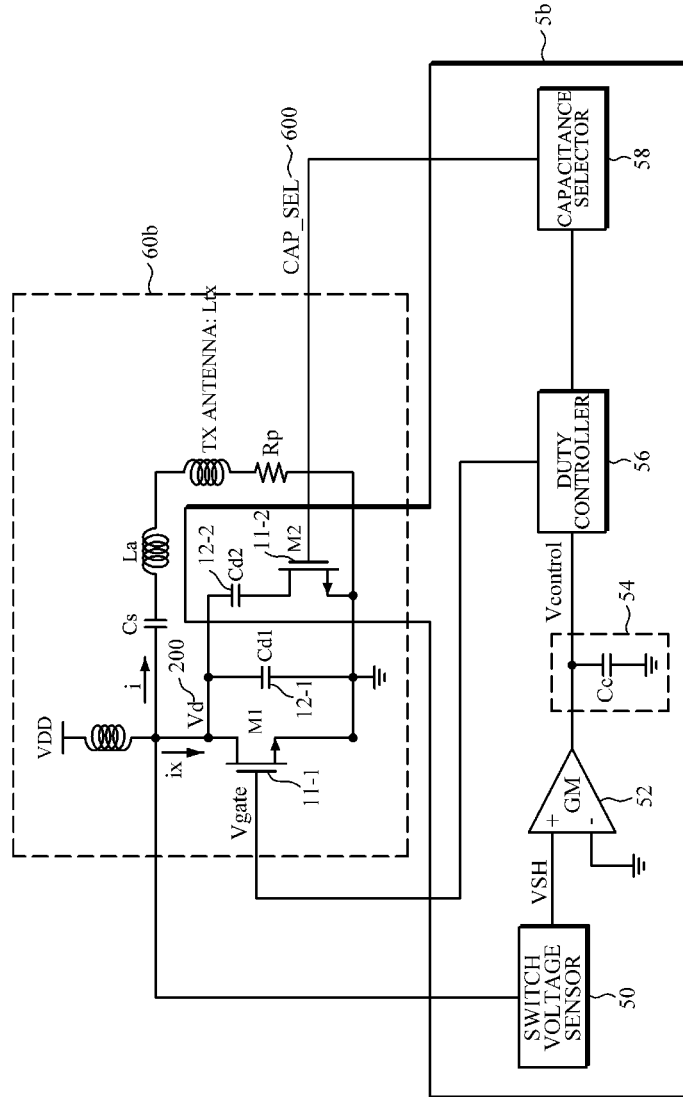 60b
VDD
i
Cs
La
TX ANTENNA: Ltx
Rp
ix
Vd
200
12-2
Cd2
11-2
M2
CAP_SEL
600
Vgate
M1
Cd1
12-1
11-1
5b
SWITCH
VOLTAGE
SENSOR
50
VSH
+
-
GM
52
54
Cc
Vcontrol
DUTY
CONTROLLER
56
CAPACITANCE
SELECTOR
58